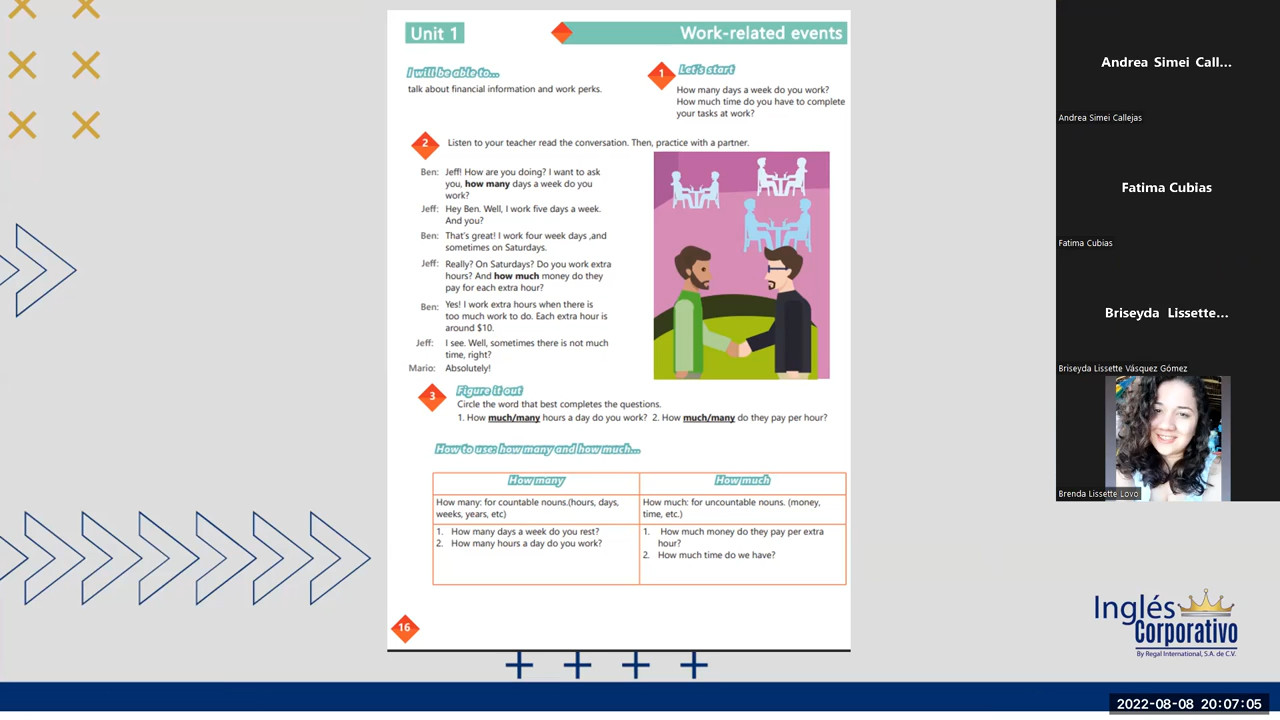 Unit 1
Work-related events
I will be able to...
talk about financial information and work perks.
1
Let's start
How many days a week do you work?
How much time do you have to complete
your tasks at work?
2
Listen to your teacher read the conversation. Then, practice with a partner.
Ben: Jeff! How are you doing? I want to ask
you, how many days a week do you
work?
Jeff: Hey Ben. Well, I work five days a week.
And you?
Ben: That's great! I work four week days ,and
sometimes on Saturdays.
Jeff: Really? On Saturdays? Do you work extra
hours? And how much money do they
pay for each extra hour?
Ben: Yes! I work extra hours when there is
too much work to do. Each extra hour is
around $10.
Jeff: I see. Well, sometimes there is not much
time, right?
Mario: Absolutely!
3
Figure it out
Circle the word that best completes the questions.
1. How much/many hours a day do you work? 2. How much/many do they pay per hour?
How to use: how many and how much...
How many
How many: for countable nouns.(hours, days,
weeks, years, etc)
1. How many days a week do you rest?
2. How many hours a day do you work?
How much
How much: for uncountable nouns. (money,
time, etc.)
1. How much money do they pay per extra
hour?
2. How much time do we have?
16
Andrea Simei Call...
Andrea Simei Callejas
Fatima Cubias
Fatima Cubias
Briseyda Lissette...
Briseyda Lissette Vásquez Gómez
Brenda Lissette Lovo
Inglés
Corporativo
By Regal International, S.A. de C.V.
2022-08-08 20:07:05